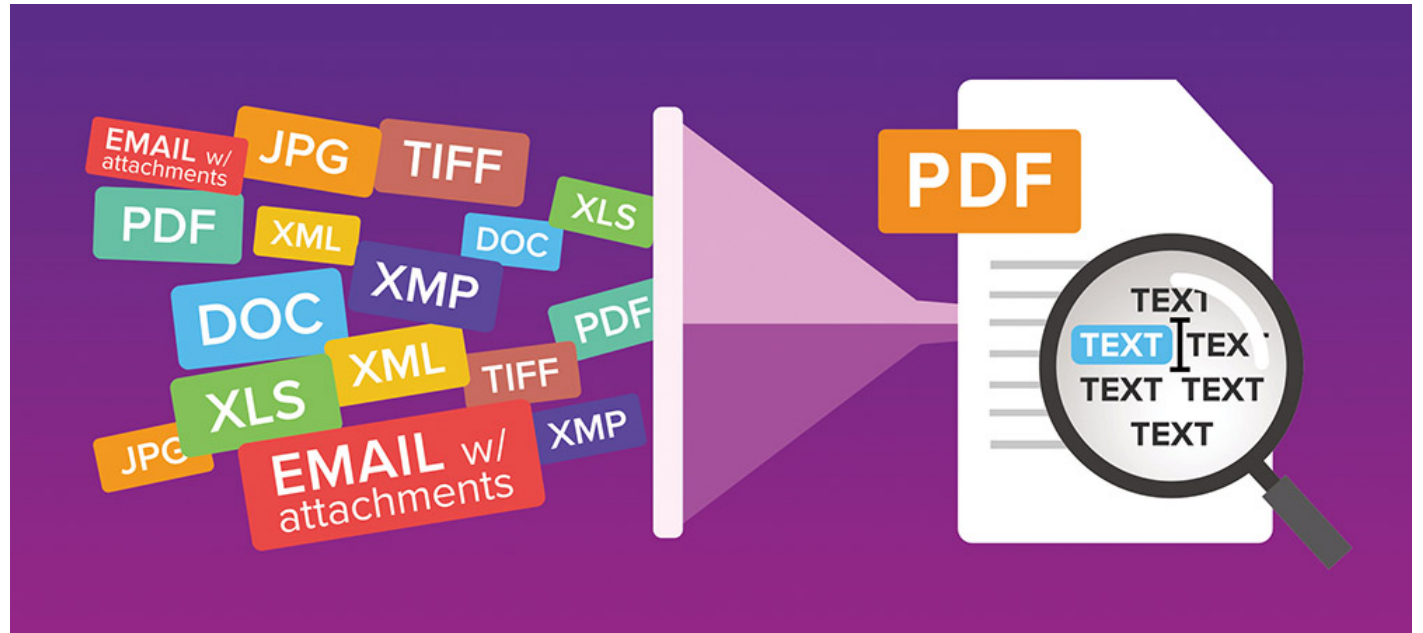 EMAIL w/
attachments
JPG
TIFF
PDF
XML
DOC
XLS
DOC
XMP
PDF
XLS
XML
TIFF
JPG
EMAIL w/
attachments
XMP
PDF
TEXT
TEXT TEXT
TEXT TEXT
TEXT